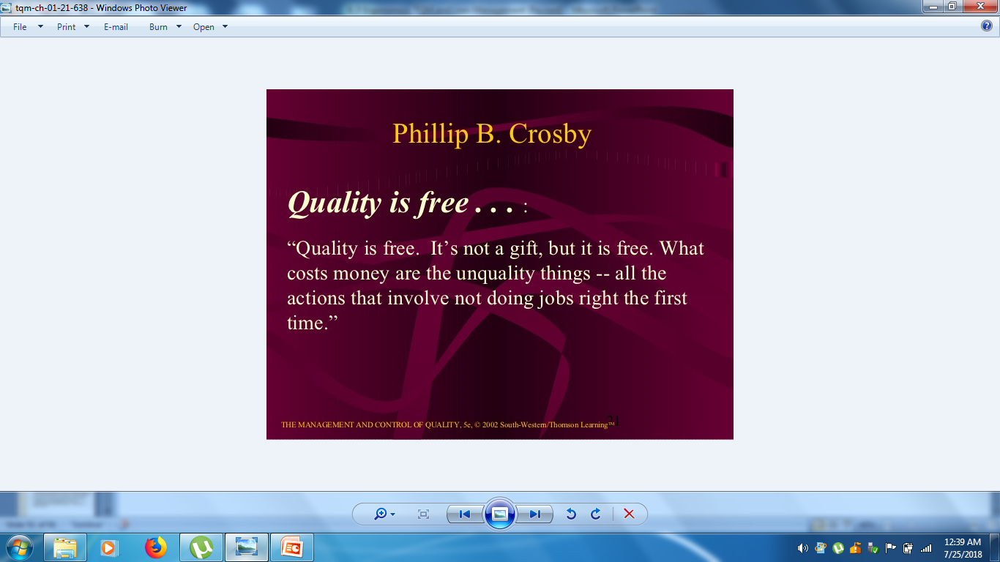 tqm-ch-01-21-638 - Windows Photo Viewer
File Print E-mail Burn Open
Phillip B. Crosby
Quality is free . . . :
“Quality is free.  It’s not a gift, but it is free. What
costs money are the unquality things -- all the
actions that involve not doing jobs right the first
time.”
THE MANAGEMENT AND CONTROL OF QUALITY, 5e, © 2002 South-Western/Thomson Learning™
21
12:39 AM
7/25/2018